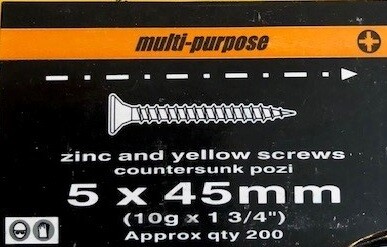 multi-purpose
zinc and yellow screws
countersunk pozi
5 x 45mm
(10g x 1 3/4")
Approx qty 200